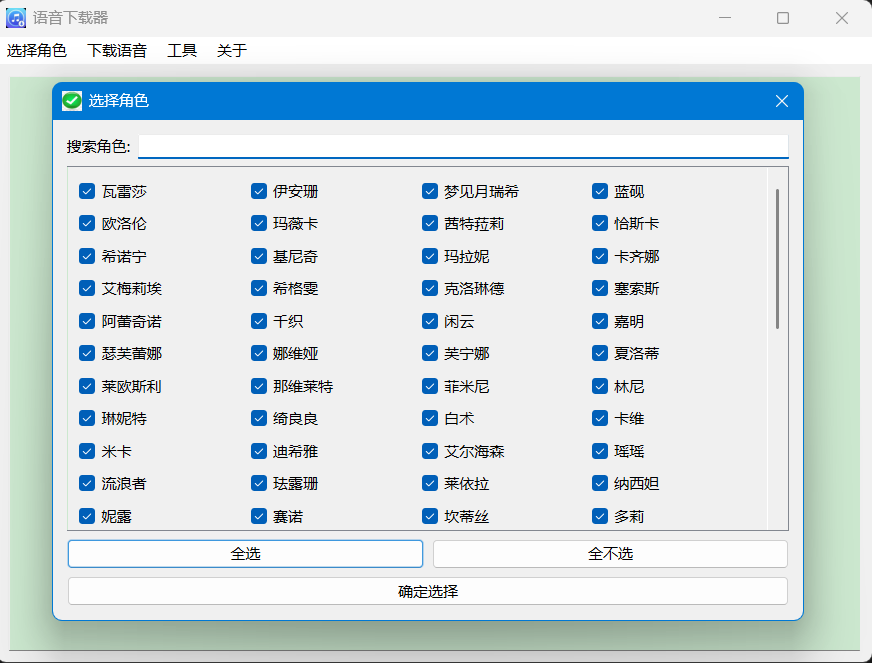 语音下载器
选择角色 下载语音 工具 关于
选择角色
搜索角色:
瓦雷莎 伊安珊 梦见月瑞希 蓝砚
欧洛伦 玛薇卡 茜特菈莉 恰斯卡
希诺宁 基尼奇 玛拉妮 卡齐娜
艾梅莉埃 希格雯 克洛琳德 塞索斯
阿蕾奇诺 千织 闲云 嘉明
瑟芙蕾娜 娜维娅 芙宁娜 夏洛蒂
莱欧斯利 那维莱特 菲米尼 林尼
琳妮特 绮良良 白术 卡维
米卡 迪希雅 艾尔海森 瑶瑶
流浪者 珐露珊 莱依拉 纳西妲
妮露 赛诺 坎蒂丝 多莉
全选 全不选
确定选择